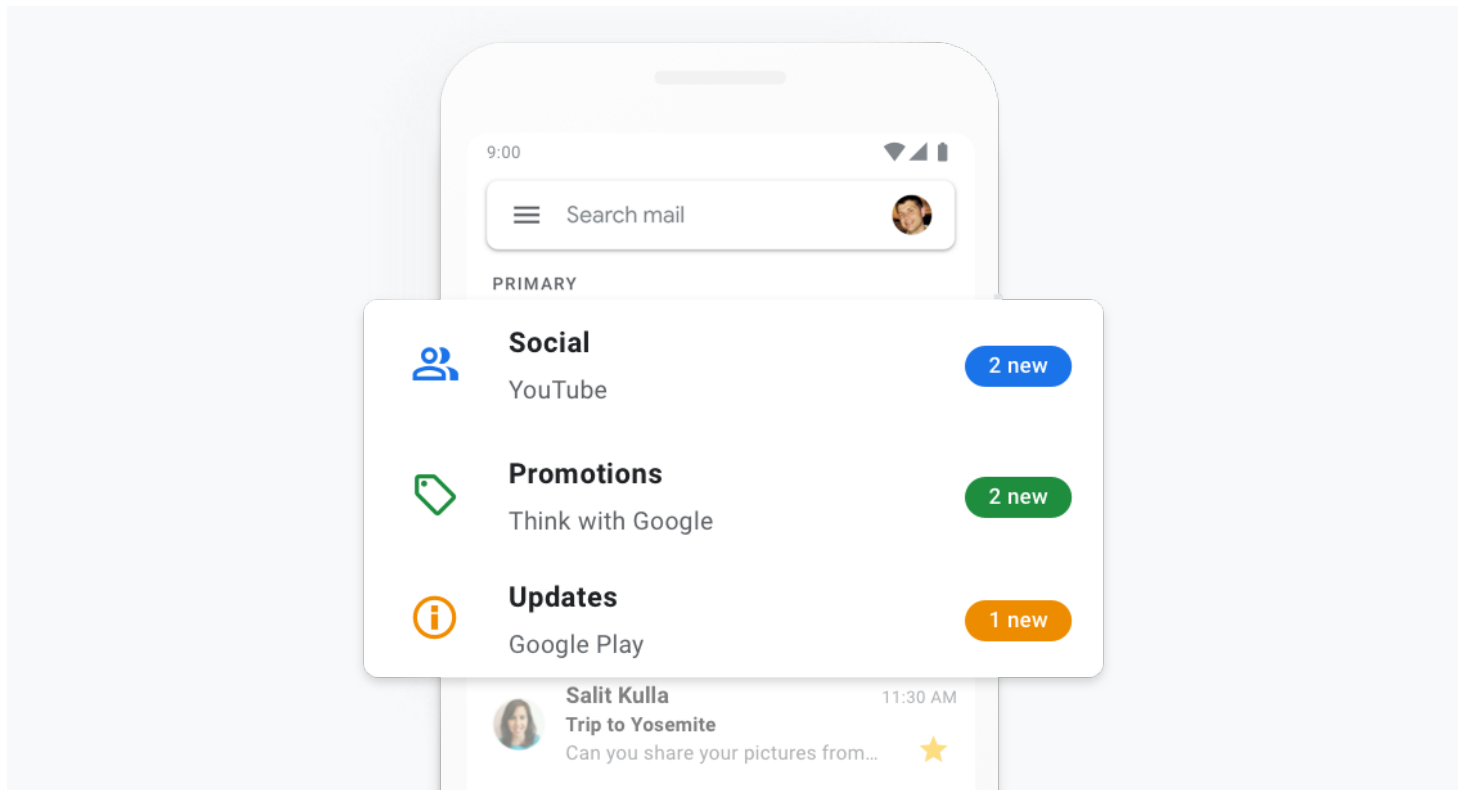 9:00
Search mail
PRIMARY
Social
2 new
YouTube
Promotions
2 new
Think with Google
Updates
1 new
Google Play
Salit Kulla
11:30 AM
Trip to Yosemite
Can you share your pictures from...